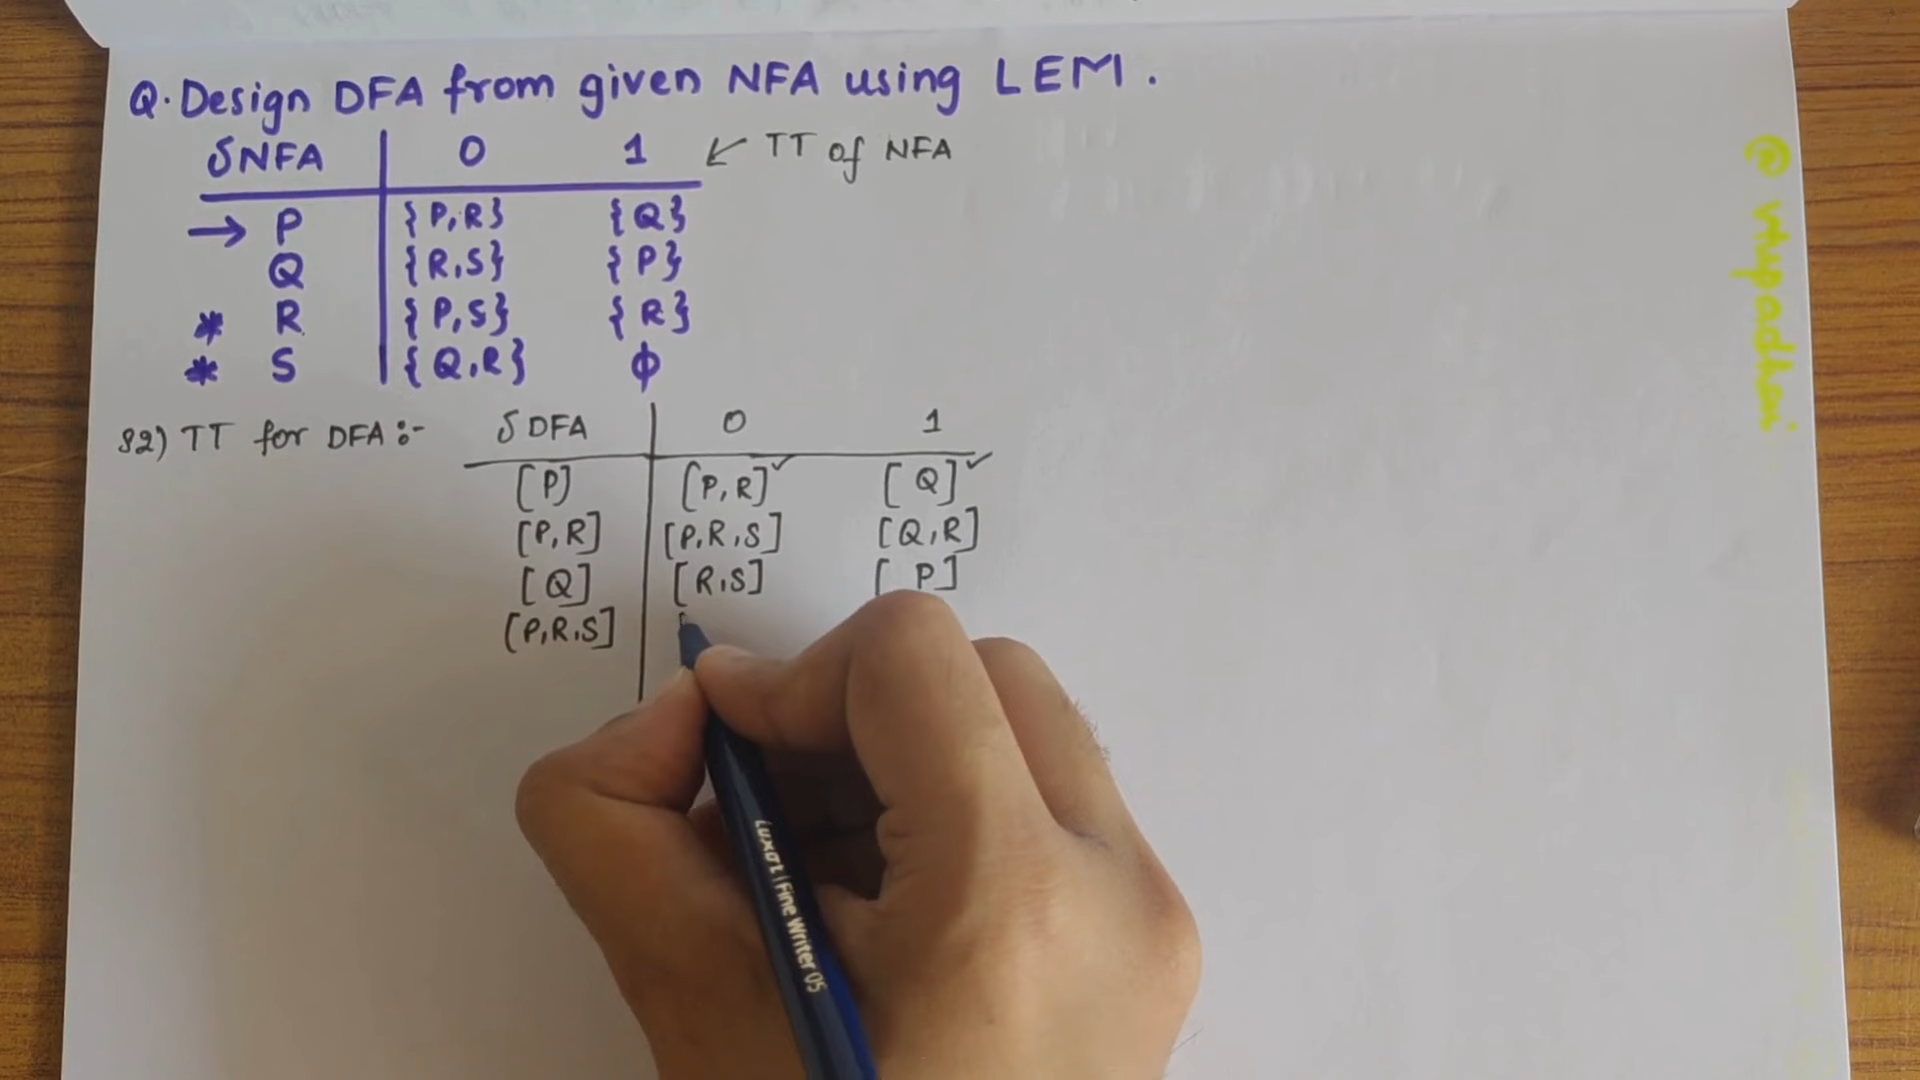 Q. Design DFA from given NFA using LEM.
δNFA 0 1 ↙ TT of NFA
→ P {P,R} {Q}
Q {R,S} {P}
* R {P,S} {R}
* S {Q,R} ϕ
S2) TT for DFA :- δDFA 0 1
[P] [P,R]✓ [Q]✓
[P,R] [P,R,S] [Q,R]
[Q] [R,S] [P]
[P,R,S] [
Luxor | Fine Writer 05
@ vtupadhai